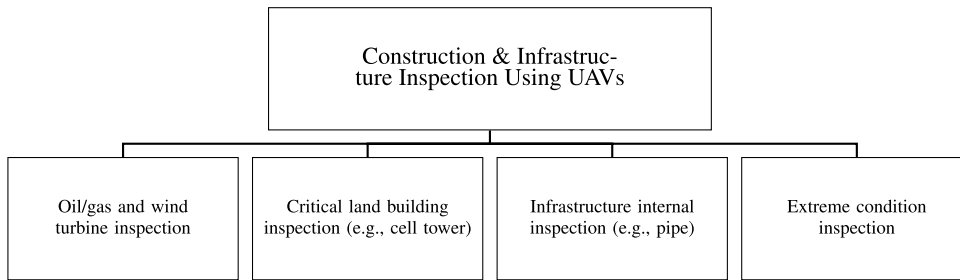 Construction & Infrastruc-
ture Inspection Using UAVs
Oil/gas and wind
turbine inspection
Critical land building
inspection (e.g., cell tower)
Infrastructure internal
inspection (e.g., pipe)
Extreme condition
inspection